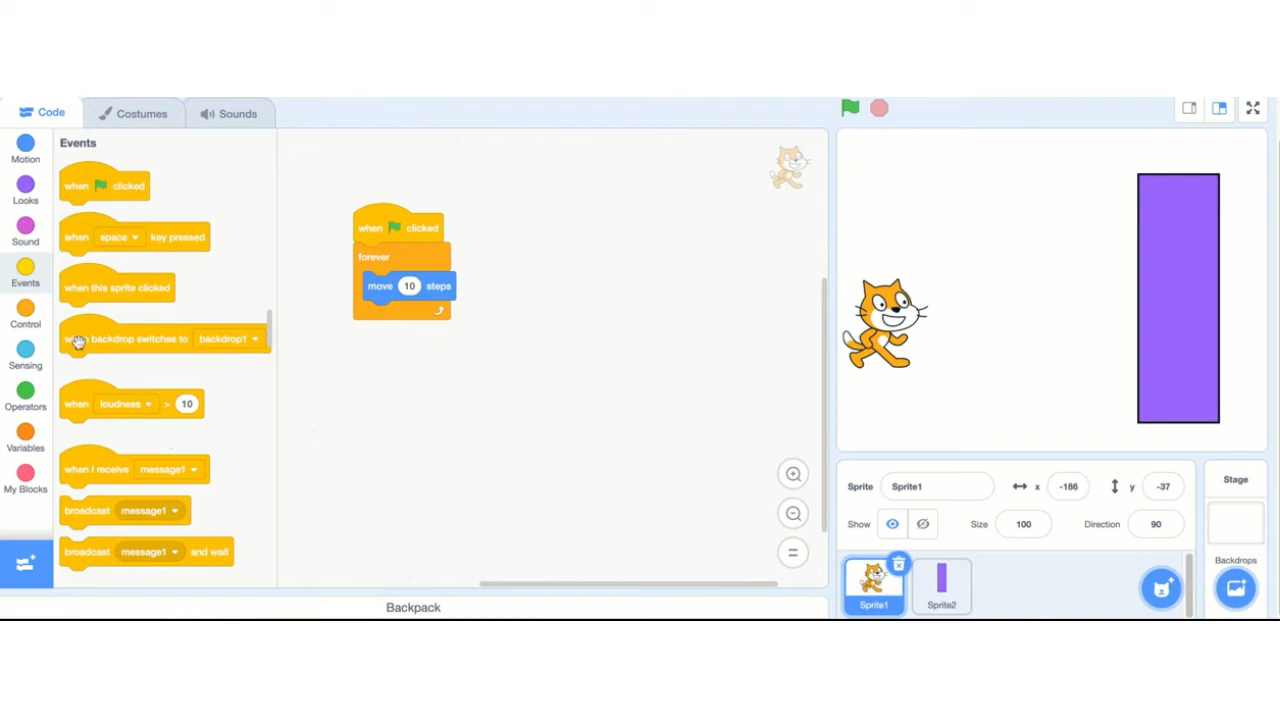 Code
Costumes
Sounds
Motion
Looks
Sound
Events
Control
Sensing
Operators
Variables
My Blocks
Events
when clicked
when space key pressed
when this sprite clicked
when backdrop switches to backdrop1
when loudness > 10
when I receive message1
broadcast message1
broadcast message1 and wait
when clicked
forever
move 10 steps
Sprite Sprite1 x -186 y -37
Show Size 100 Direction 90
Sprite1
Sprite2
Stage
Backdrops
Backpack